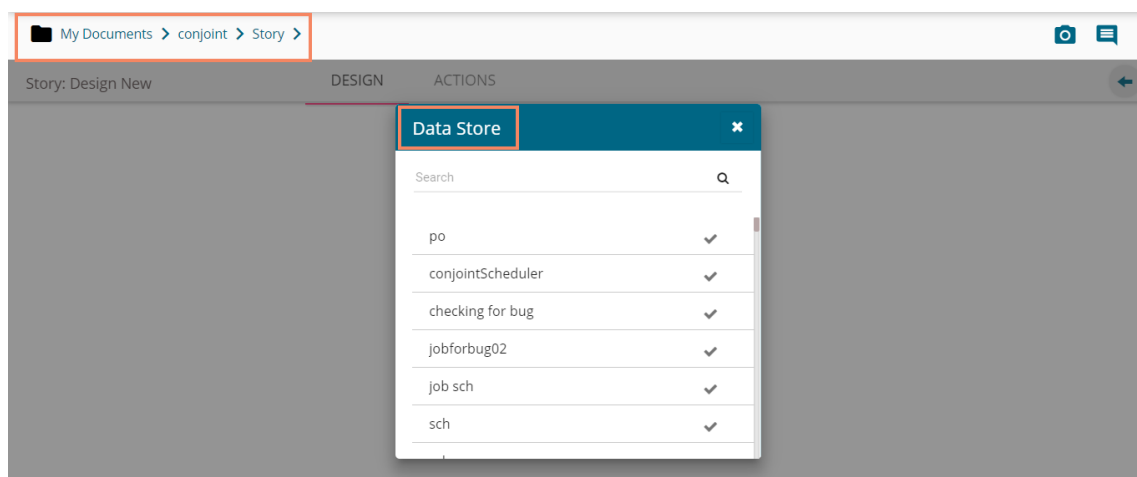 My Documents > conjoint > Story >
Story: Design New DESIGN ACTIONS
Data Store
Search
po
conjointScheduler
checking for bug
jobforbug02
job sch
sch